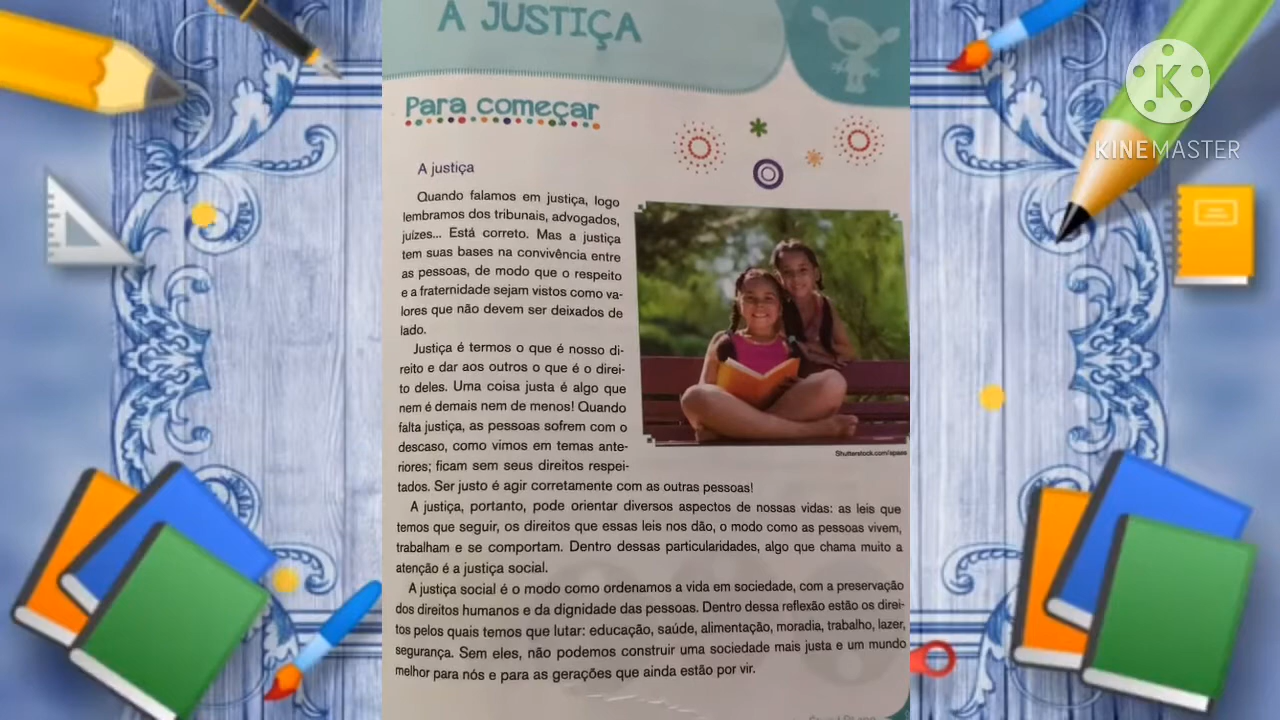 A JUSTIÇA
Para começar
A justiça
Quando falamos em justiça, logo
lembramos dos tribunais, advogados,
juízes... Está correto. Mas a justiça
tem suas bases na convivência entre
as pessoas, de modo que o respeito
e a fraternidade sejam vistos como va-
lores que não devem ser deixados de
lado.
Justiça é termos o que é nosso di-
reito e dar aos outros o que é o direi-
to deles. Uma coisa justa é algo que
nem é demais nem de menos! Quando
falta justiça, as pessoas sofrem com o
descaso, como vimos em temas ante-
riores; ficam sem seus direitos respei-
tados. Ser justo é agir corretamente com as outras pessoas!
A justiça, portanto, pode orientar diversos aspectos de nossas vidas: as leis que
temos que seguir, os direitos que essas leis nos dão, o modo como as pessoas vivem,
trabalham e se comportam. Dentro dessas particularidades, algo que chama muito a
atenção é a justiça social.
A justiça social é o modo como ordenamos a vida em sociedade, com a preservação
dos direitos humanos e da dignidade das pessoas. Dentro dessa reflexão estão os direi-
tos pelos quais temos que lutar: educação, saúde, alimentação, moradia, trabalho, lazer,
segurança. Sem eles, não podemos construir uma sociedade mais justa e um mundo
melhor para nós e para as gerações que ainda estão por vir.
Shutterstock.com/apaes
K
KINEMASTER